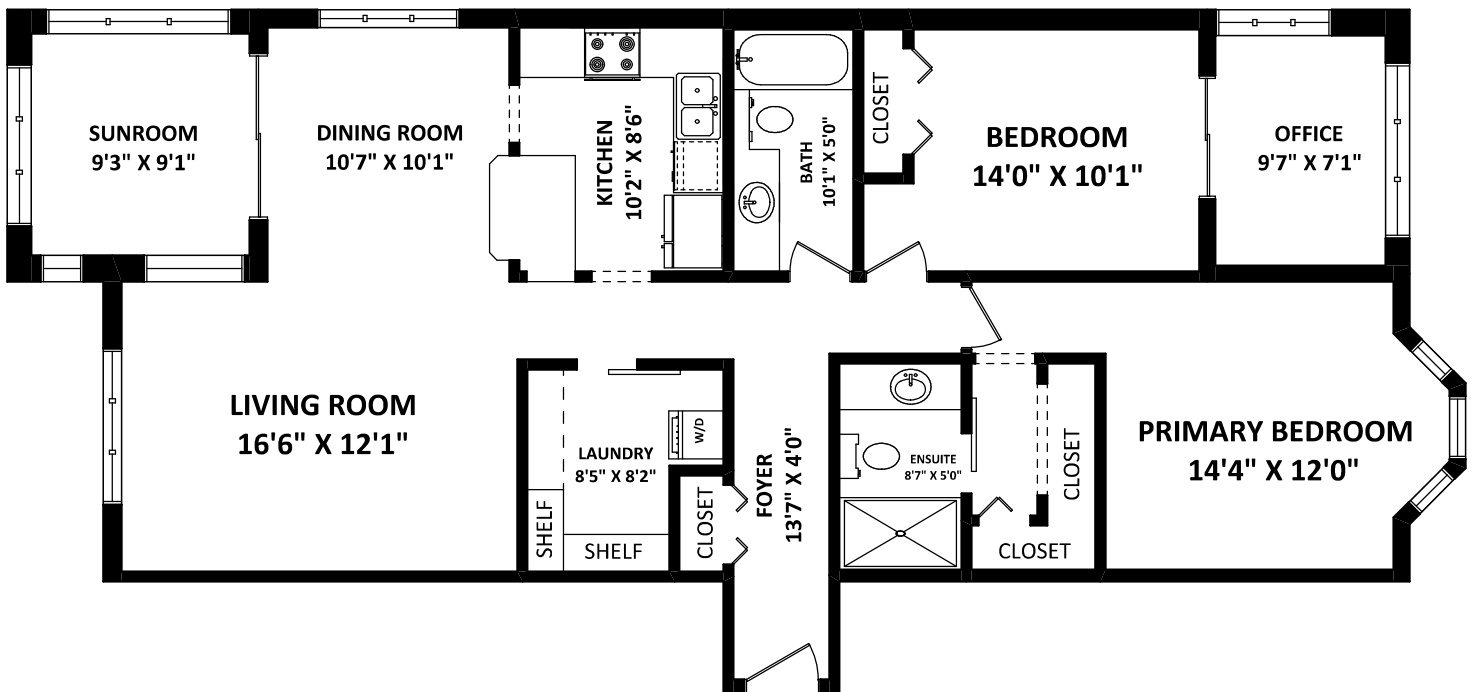 SUNROOM
9'3" X 9'1"
DINING ROOM
10'7" X 10'1"
KITCHEN
10'2" X 8'6"
BATH
10'1" X 5'0"
CLOSET
BEDROOM
14'0" X 10'1"
OFFICE
9'7" X 7'1"
LIVING ROOM
16'6" X 12'1"
LAUNDRY
8'5" X 8'2"
W/D
SHELF
SHELF
CLOSET
FOYER
13'7" X 4'0"
ENSUITE
8'7" X 5'0"
CLOSET
CLOSET
PRIMARY BEDROOM
14'4" X 12'0"